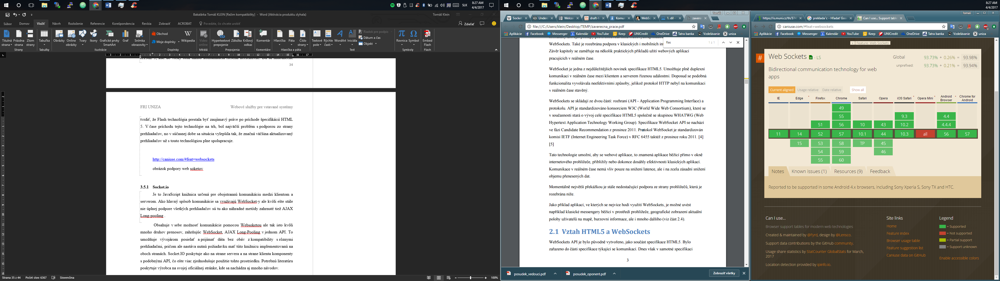 8:27 AM
SLK
4/4/2017
Bakalárka Tomáš KLEIN [Režim kompatibility] - Word (Aktivácia produktu zlyhala)
Tomáš Klein
Súbor Domov Vložiť Návrh Rozloženie Referencie Korešpondencia Revízia Zobraziť ACROBAT Povedzte, čo chcete urobiť Zdieľať
Titulná strana Prázdna strana Zlom strany Tabuľka Obrázky Online obrázky Tvary Ikony Grafické prvky SmartArt Graf Snímka obrazovky
Obchod
Moje doplnky Wikipedia Online video Hypertextové prepojenie Záložka Krížový odkaz Komentár Hlavička Päta Číslo strany Textové pole Rýchle časti WordArt Iniciála
Riadok pre podpis
Dátum a čas
Objekt
Rovnica Symbol Embed Flash
Strany Tabuľky Ilustrácie Doplnky Médiá Prepojenia Komentáre Hlavička a päta Text Symboly Flash
34
FRI UNIZA Webové služby pre vstavané systémy
tvrdiť, že Flash technológia prestala byť zaujímavý práve po príchode špecifikácií HTML
5. V čase príchodu tejto technológie na trh, bol najväčší problém s podporou zo strany
prehliadačov, no v súčasnej dobe sa situácia vylepšila tak, že značná väčšina aktualizovaný
prehliadačov už s touto technológiou plne spolupracuje.
http://caniuse.com/#feat=websockets
obrázok podpory web soketov
3.5.1 Socket.io
Je to JavaScript knižnica určená pre obojstrannú komunikáciu medzi klientom a
serverom. Ako hlavný spôsob komunikácie sa využivajú WebSocket-y ale kvôli ešte stále
nie úplnej podpore všetkých prehliadačov sú tu ako náhradné metódy zahrnuté tiež AJAX
Long-pooling .
Obsahuje v sebe možnosť komunikácie pomocou Websoketou ale tak isto kvôli
mnoho druhov prenosov, zahrňujúc WebSocket, AJAX Long-Pooling v jednom API. To
umožňuje vývojárom posielať a prijímať dáta bez obáv z kompatibility s rôznymi
prehliadačmi, pričom ale nastáva nutnú požiadavku mať túto knižnicu implementovanú na
oboch stranách. Socket.IO poskytuje ako na strane servera a na strane klienta komponenty
s podobnými API, čo ešte viac zjednodušuje použitie tohto prostriedku. Potrebnú literatúru
poskytuje výrobca na svojej oficiálnej stránke, kde sa nachádza aj mnoho návodov.
Strana 35 z 44 Počet slov: 6367 Slovenčina
100%
Tomáš
Socket. Unders Welcon draft-h Komun WebSo 1. díl - zavere
file:///C:/Users/klein/Desktop/TEMP/zaverecna_prace.pdf
Aplikácie Facebook Messenger Kalendár YouTube Keep UNICredit OneDrive Tatra banka Vzdelávanie uniza
flas 1 z 1
WebSockets. Také je rozebrána podpora v klasických i mobilních in
Závěr kapitoly se zaměřuje na několik praktických příkladů užití webových aplikací
pracujících v reálném čase.
WebSocket je jedna z nejdůležitějších novinek specifikace HTML5. Umožňuje plně duplexní
komunikaci v reálném čase mezi klientem a serverem řízenou událostmi. Doposud se podobná
funkcionalita vyvolávala neefektivními způsoby, jelikož protokol HTTP nebyl na komunikaci
v reálném čase stavěný.
WebSockets se skládají ze dvou částí: rozhraní (API - Application Programming Interface) a
protokolu. API je standardizováno konsorciem W3C (World Wide Web Consortium), které se
v současnosti stará o vývoj celé specifikace HTML5 společně se skupinou WHATWG (Web
Hypertext Application Technology Working Group). Specifikace WebSocket API se nachází
ve fázi Candidate Recommendation z prosince 2011. Protokol WebSocket je standardizován
komisí IETF (Internet Engineering Task Force) v RFC 6455 taktéž z prosince roku 2011. [4]
[5]
Tato technologie umožní, aby se webové aplikace, to znamená aplikace běžící přímo v okně
internetového prohlížeče, přiblížily nebo dokonce dosáhly efektivnosti klasických aplikací.
Komunikace v reálném čase nemá vliv pouze na snížení latence, ale i na zcela zásadní snížení
objemu přenesených dat.
Momentálně největší překážkou je stále nedostačující podpora ze strany prohlížečů, která je
rozebrána níže.
Jako příklad aplikací, ve kterých se nejvíce hodí využití WebSockets, je možné uvést
například klasické messengery běžící v prostředí prohlížeče, geografické zobrazení aktuální
polohy uživatelů na mapě, burzovní informace, ale i mnoho dalšího (viz část 2.4).
2.1 Vztah HTML5 a WebSockets
WebSockets API je bylo původně vytvořeno, jako součást specifikace HTML5. Bylo
zařazeno do části specifikace týkající se komunikací. Dnes však v samotné specifikaci
3
posudek_vedouci.pdf posudek_oponent.pdf Zobraziť všetky
8:27 AM
4/4/2017
Tomáš
https://is.muni.cz/th/374 prekladaˇc - Hľadať Goo Can I use... Support table
caniuse.com/#feat=websockets
Aplikácie Facebook Messenger Kalendár YouTube Keep UNICredit OneDrive Tatra banka Vzdelávanie uniza
x Feature: Web Sockets
# Web Sockets - LS
Global 93.73% + 0.26% = 93.98%
unprefixed: 93.73% + 0.21% = 93.94%
Bidirectional communication technology for web
apps
Current aligned Usage relative Date relative Show all
IE Edge Firefox Chrome Safari Opera iOS Safari Opera Mini Android Browser Chrome for Android
49
55 9.3 4.4
51 56 10 43 10.2 4.4.4
11 14 52 57 10.1 44 10.3 all 56 57
15 53 58 TP 45
54 59 46
55 60
Notes Known issues (1) Resources (9) Feedback
Reported to be supported in some Android 4.x browsers, including Sony Xperia S, Sony TX and HTC.
Can I use...
Browser support tables for modern web technologies
Created & maintained by @Fyrd, design by @Lensco.
Support data contributions by the GitHub community.
Usage share statistics by StatCounter GlobalStats for March,
2017
Location detection provided by ipinfo.io.
Site links
Home
Feature index
Browser usage table
Feature suggestion list
Caniuse data on GitHub
Legend
= Supported
= Not supported
= Partial support
= Support unknown
Enable accessible colors